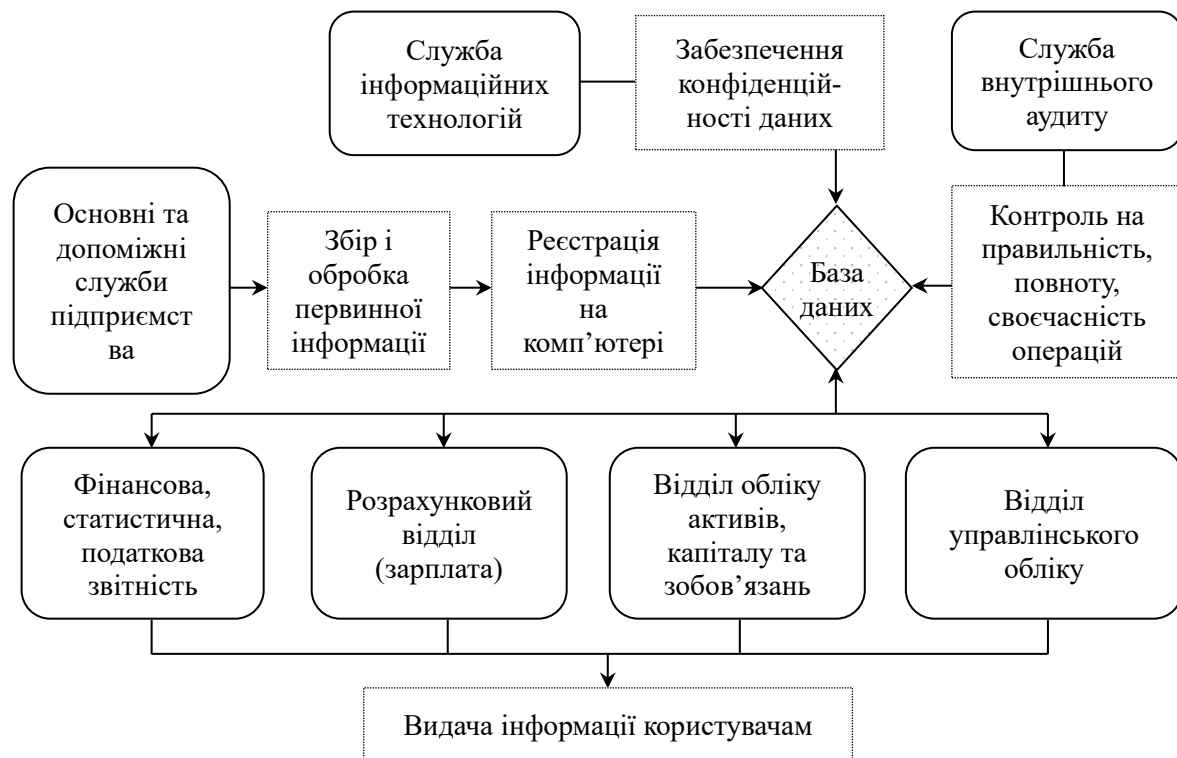 Служба
інформаційних
технологій
Забезпечення
конфіденцій-
ності даних
Служба
внутрішнього
аудиту
Основні та
допоміжні
служби
підприємст
ва
Збір і
обробка
первинної
інформації
Реєстрація
інформації
на
комп’ютері
База
даних
Контроль на
правильність,
повноту,
своєчасність
операцій
Фінансова,
статистична,
податкова
звітність
Розрахунковий
відділ
(зарплата)
Відділ обліку
активів,
капіталу та
зобов’язань
Відділ
управлінського
обліку
Видача інформації користувачам